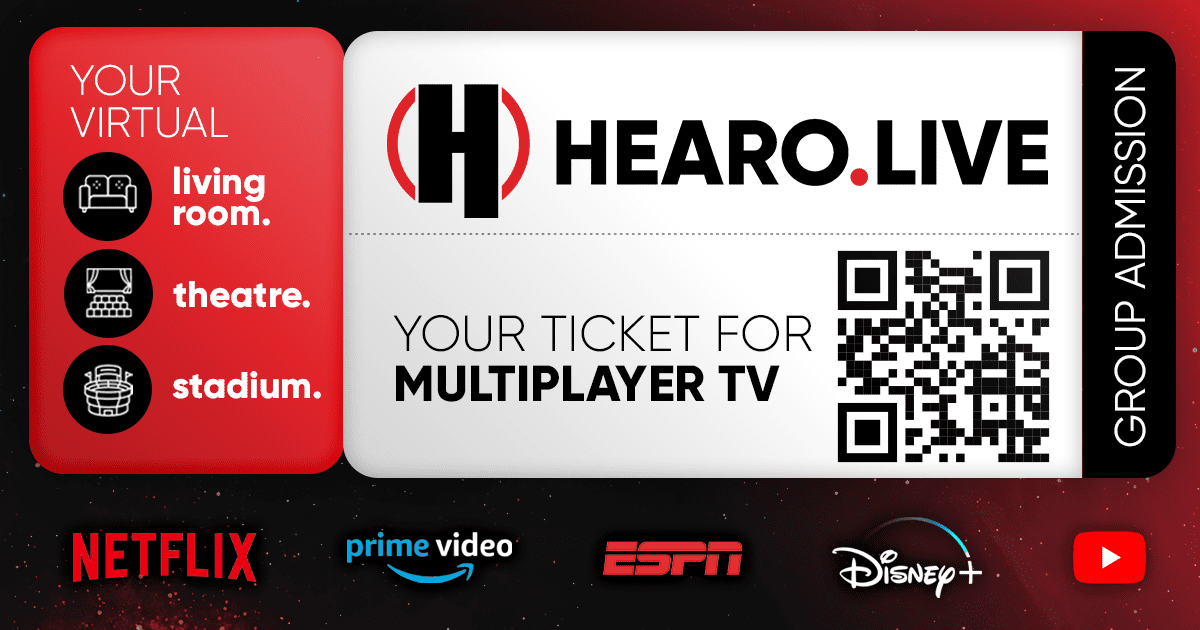 YOUR
VIRTUAL
living
room.
theatre.
stadium.
H HEARO.LIVE
YOUR TICKET FOR
MULTIPLAYER TV
GROUP ADMISSION
NETFLIX
prime video
ESPN
Disney+